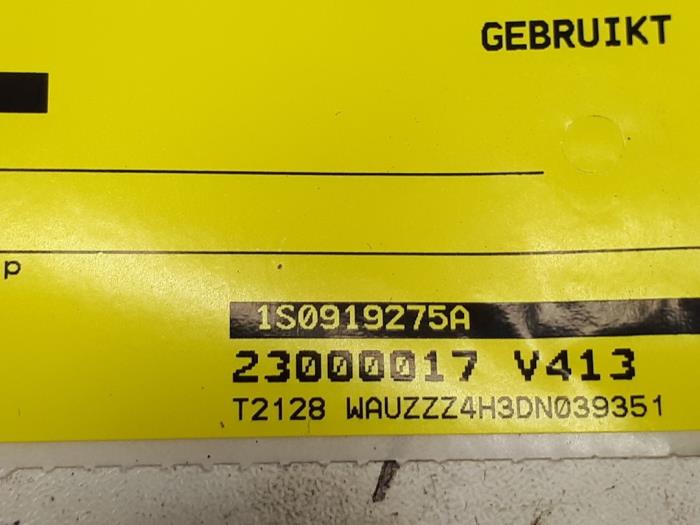 GEBRUIKT
p
1S0919275A
23000017 V413
T2128 WAUZZZ4H3DN039351